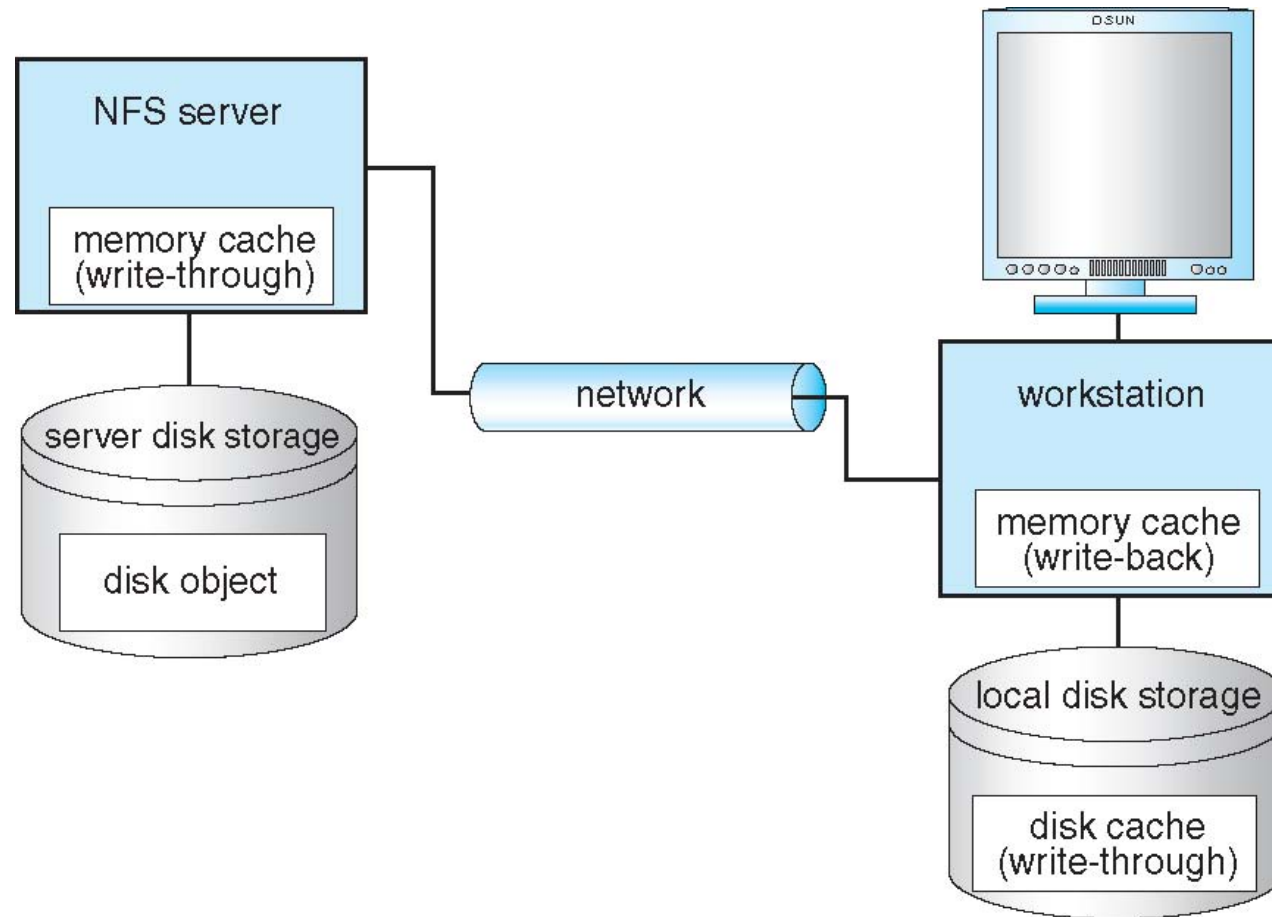 NFS server
memory cache
(write-through)
server disk storage
disk object
network
DSUN
workstation
memory cache
(write-back)
local disk storage
disk cache
(write-through)